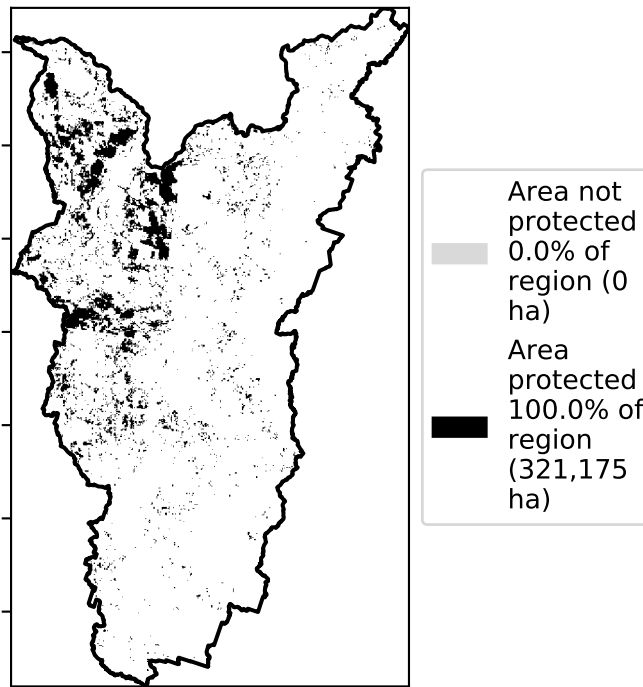 Area not
protected
0.0% of
region (0
ha)
Area
protected
100.0% of
region
(321,175
ha)